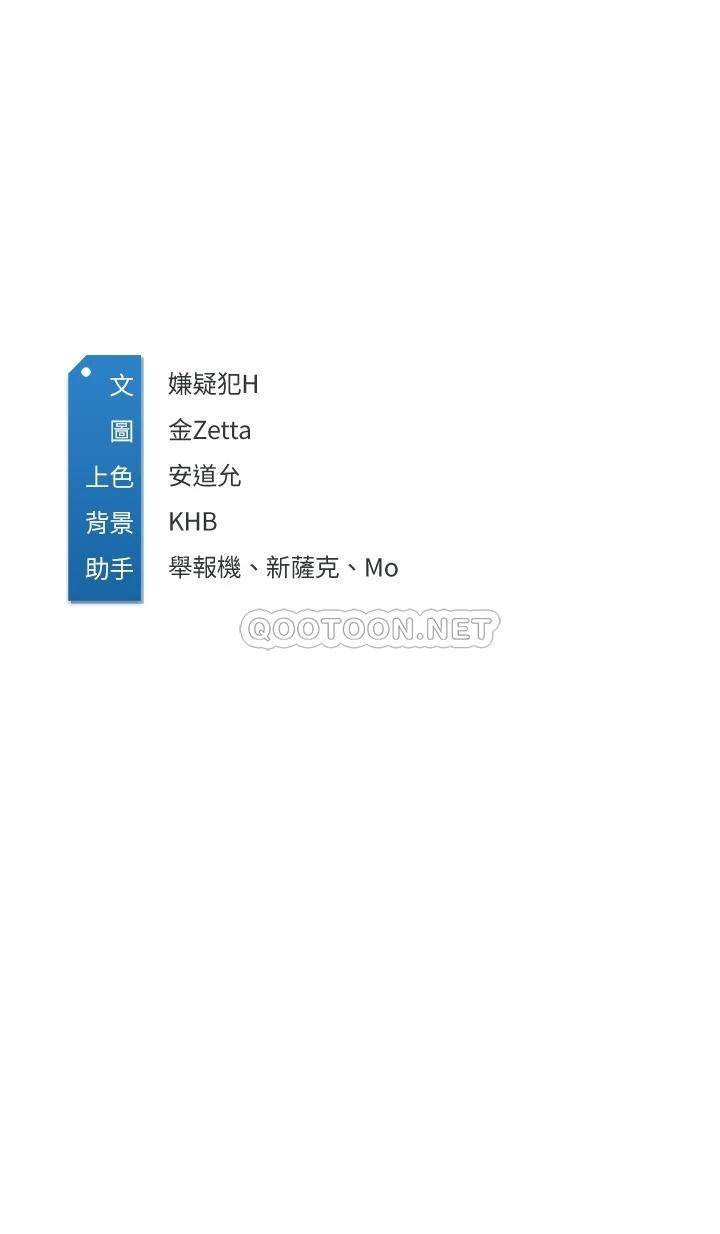 文 嫌疑犯H
圖 金Zetta
上色 安道允
背景 KHB
助手 舉報機、新薩克、Mo
QOOTOON.NET